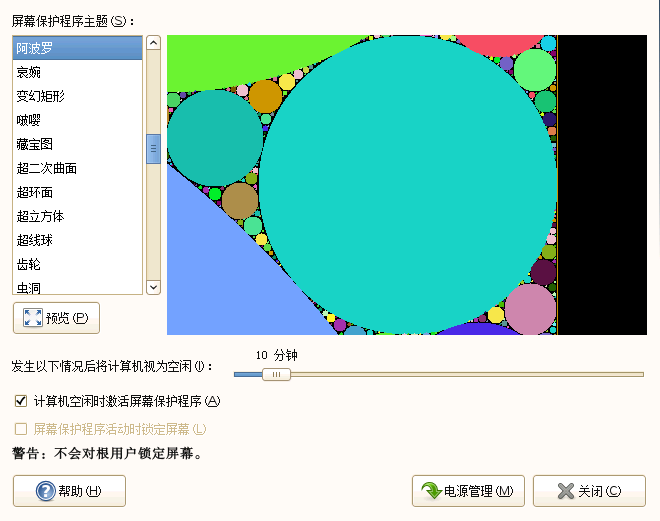 屏幕保护程序主题(S)：
阿波罗
哀婉
变幻矩形
啵嘤
藏宝图
超二次曲面
超环面
超立方体
超线球
齿轮
虫洞
预览(P)
10 分钟
发生以下情况后将计算机视为空闲(I)：
计算机空闲时激活屏幕保护程序(A)
屏幕保护程序活动时锁定屏幕(L)
警告：不会对根用户锁定屏幕。
帮助(H)
电源管理(M)
关闭(C)